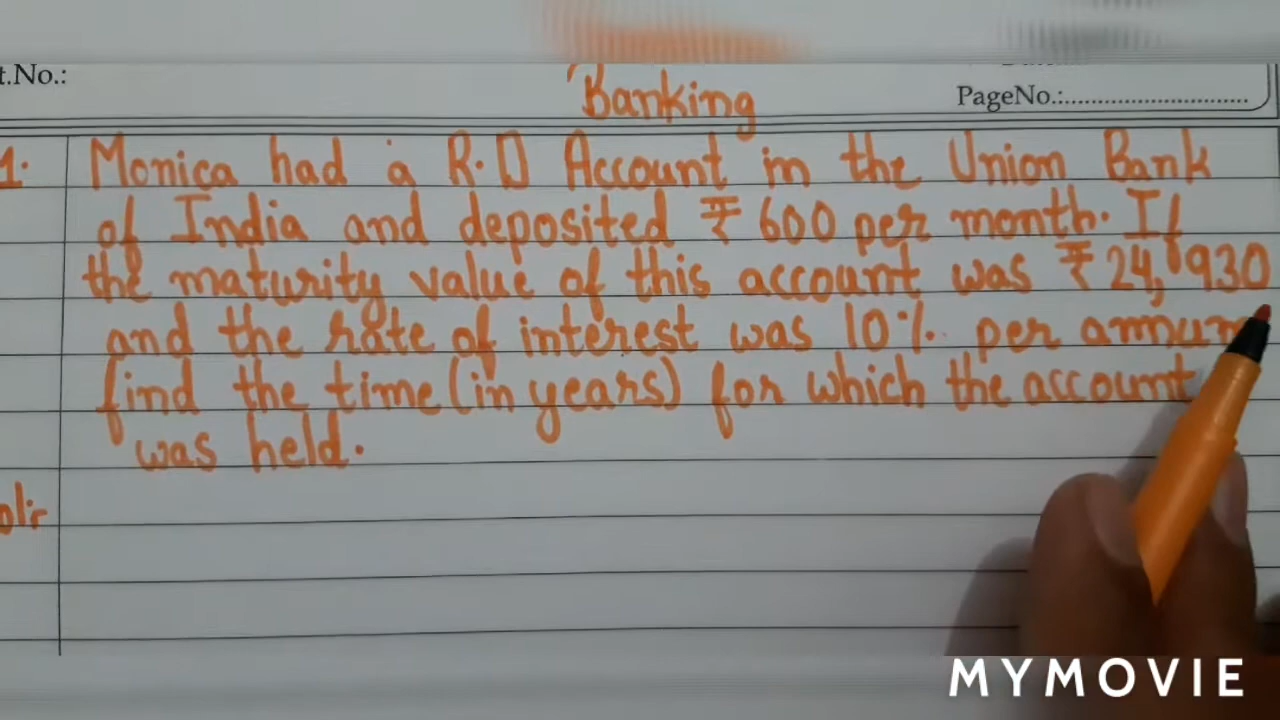 t.No.:
Banking
PageNo.:
1. Monica had a R.D Account in the Union Bank
of India and deposited ₹ 600 per month. If
the maturity value of this account was ₹ 24,930
and the rate of interest was 10% per annum
find the time (in years) for which the account
was held.
MYMOVIE